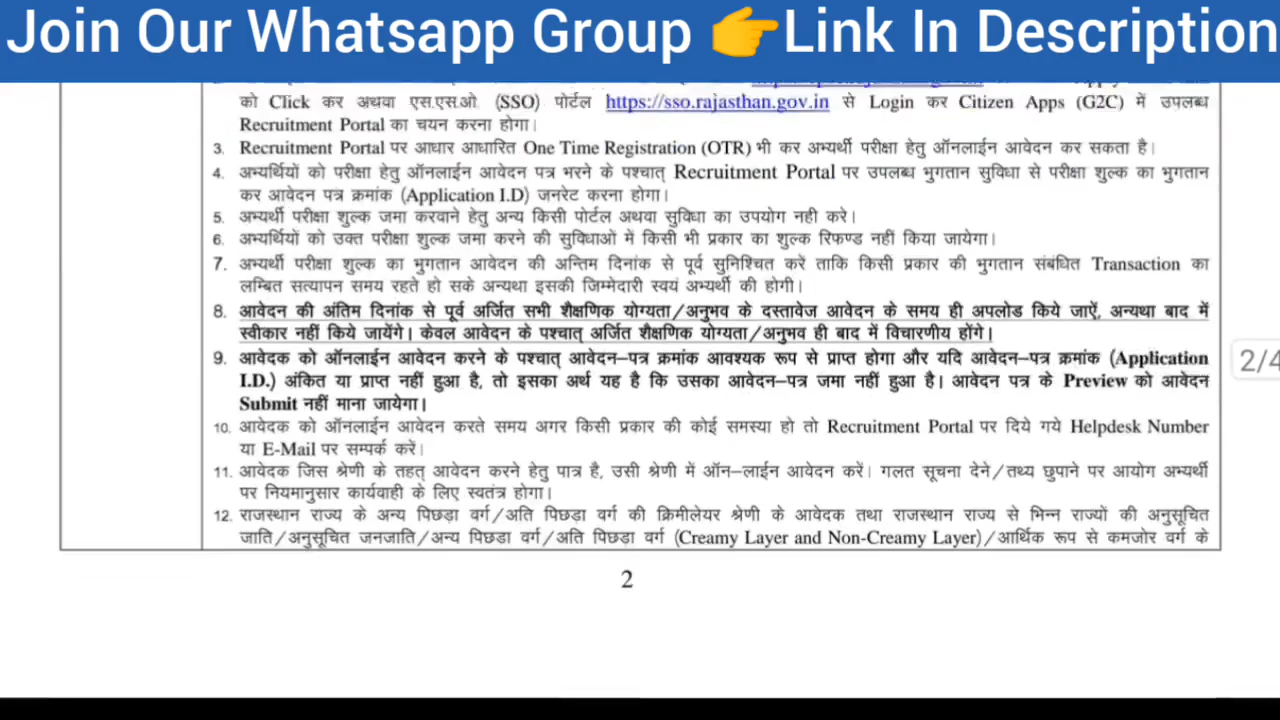 Join Our Whatsapp Group 👉Link In Description
को Click कर अथवा एस.एस.ओ. (SSO) पोर्टल https://sso.rajasthan.gov.in से Login कर Citizen Apps (G2C) में उपलब्ध
Recruitment Portal का चयन करना होगा।
3. Recruitment Portal पर आधार आधारित One Time Registration (OTR) भी कर अभ्यर्थी परीक्षा हेतु ऑनलाईन आवेदन कर सकता है।
4. अभ्यर्थियों को परीक्षा हेतु ऑनलाईन आवेदन पत्र भरने के पश्चात् Recruitment Portal पर उपलब्ध भुगतान सुविधा से परीक्षा शुल्क का भुगतान
कर आवेदन पत्र क्रमांक (Application I.D) जनरेट करना होगा।
5. अभ्यर्थी परीक्षा शुल्क जमा करवाने हेतु अन्य किसी पोर्टल अथवा सुविधा का उपयोग नही करे।
6. अभ्यर्थियों को उक्त परीक्षा शुल्क जमा करने की सुविधाओं में किसी भी प्रकार का शुल्क रिफण्ड नहीं किया जायेगा।
7. अभ्यर्थी परीक्षा शुल्क का भुगतान आवेदन की अन्तिम दिनांक से पूर्व सुनिश्चित करें ताकि किसी प्रकार की भुगतान संबंधित Transaction का
लम्बित सत्यापन समय रहते हो सके अन्यथा इसकी जिम्मेदारी स्वयं अभ्यर्थी की होगी।
8. आवेदन की अंतिम दिनांक से पूर्व अर्जित सभी शैक्षणिक योग्यता/अनुभव के दस्तावेज आवेदन के समय ही अपलोड किये जाऐं, अन्यथा बाद में
स्वीकार नहीं किये जायेंगे। केवल आवेदन के पश्चात् अर्जित शैक्षणिक योग्यता/अनुभव ही बाद में विचारणीय होंगे।
9. आवेदक को ऑनलाईन आवेदन करने के पश्चात् आवेदन–पत्र क्रमांक आवश्यक रूप से प्राप्त होगा और यदि आवेदन–पत्र क्रमांक (Application
I.D.) अंकित या प्राप्त नहीं हुआ है, तो इसका अर्थ यह है कि उसका आवेदन–पत्र जमा नहीं हुआ है। आवेदन पत्र के Preview को आवेदन
Submit नहीं माना जायेगा।
10. आवेदक को ऑनलाईन आवेदन करते समय अगर किसी प्रकार की कोई समस्या हो तो Recruitment Portal पर दिये गये Helpdesk Number
या E-Mail पर सम्पर्क करें।
11. आवेदक जिस श्रेणी के तहत् आवेदन करने हेतु पात्र है, उसी श्रेणी में ऑन–लाईन आवेदन करें। गलत सूचना देने/तथ्य छुपाने पर आयोग अभ्यर्थी
पर नियमानुसार कार्यवाही के लिए स्वतंत्र होगा।
12. राजस्थान राज्य के अन्य पिछड़ा वर्ग/अति पिछड़ा वर्ग की क्रिमीलेयर श्रेणी के आवेदक तथा राजस्थान राज्य से भिन्न राज्यों की अनुसूचित
जाति/अनुसूचित जनजाति/अन्य पिछड़ा वर्ग/अति पिछड़ा वर्ग (Creamy Layer and Non-Creamy Layer)/आर्थिक रूप से कमजोर वर्ग के
2/4
2